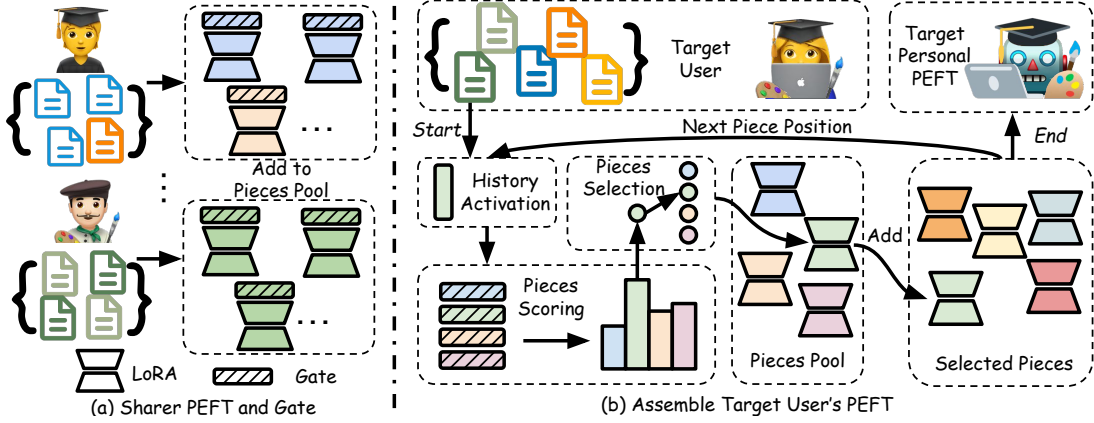 Add to
Pieces Pool
...
LoRA
Gate
(a) Sharer PEFT and Gate
Target
User
Target
Personal
PEFT
Start
Next Piece Position
End
History
Activation
Pieces
Selection
Pieces
Scoring
Add
Pieces Pool
Selected Pieces
(b) Assemble Target User's PEFT